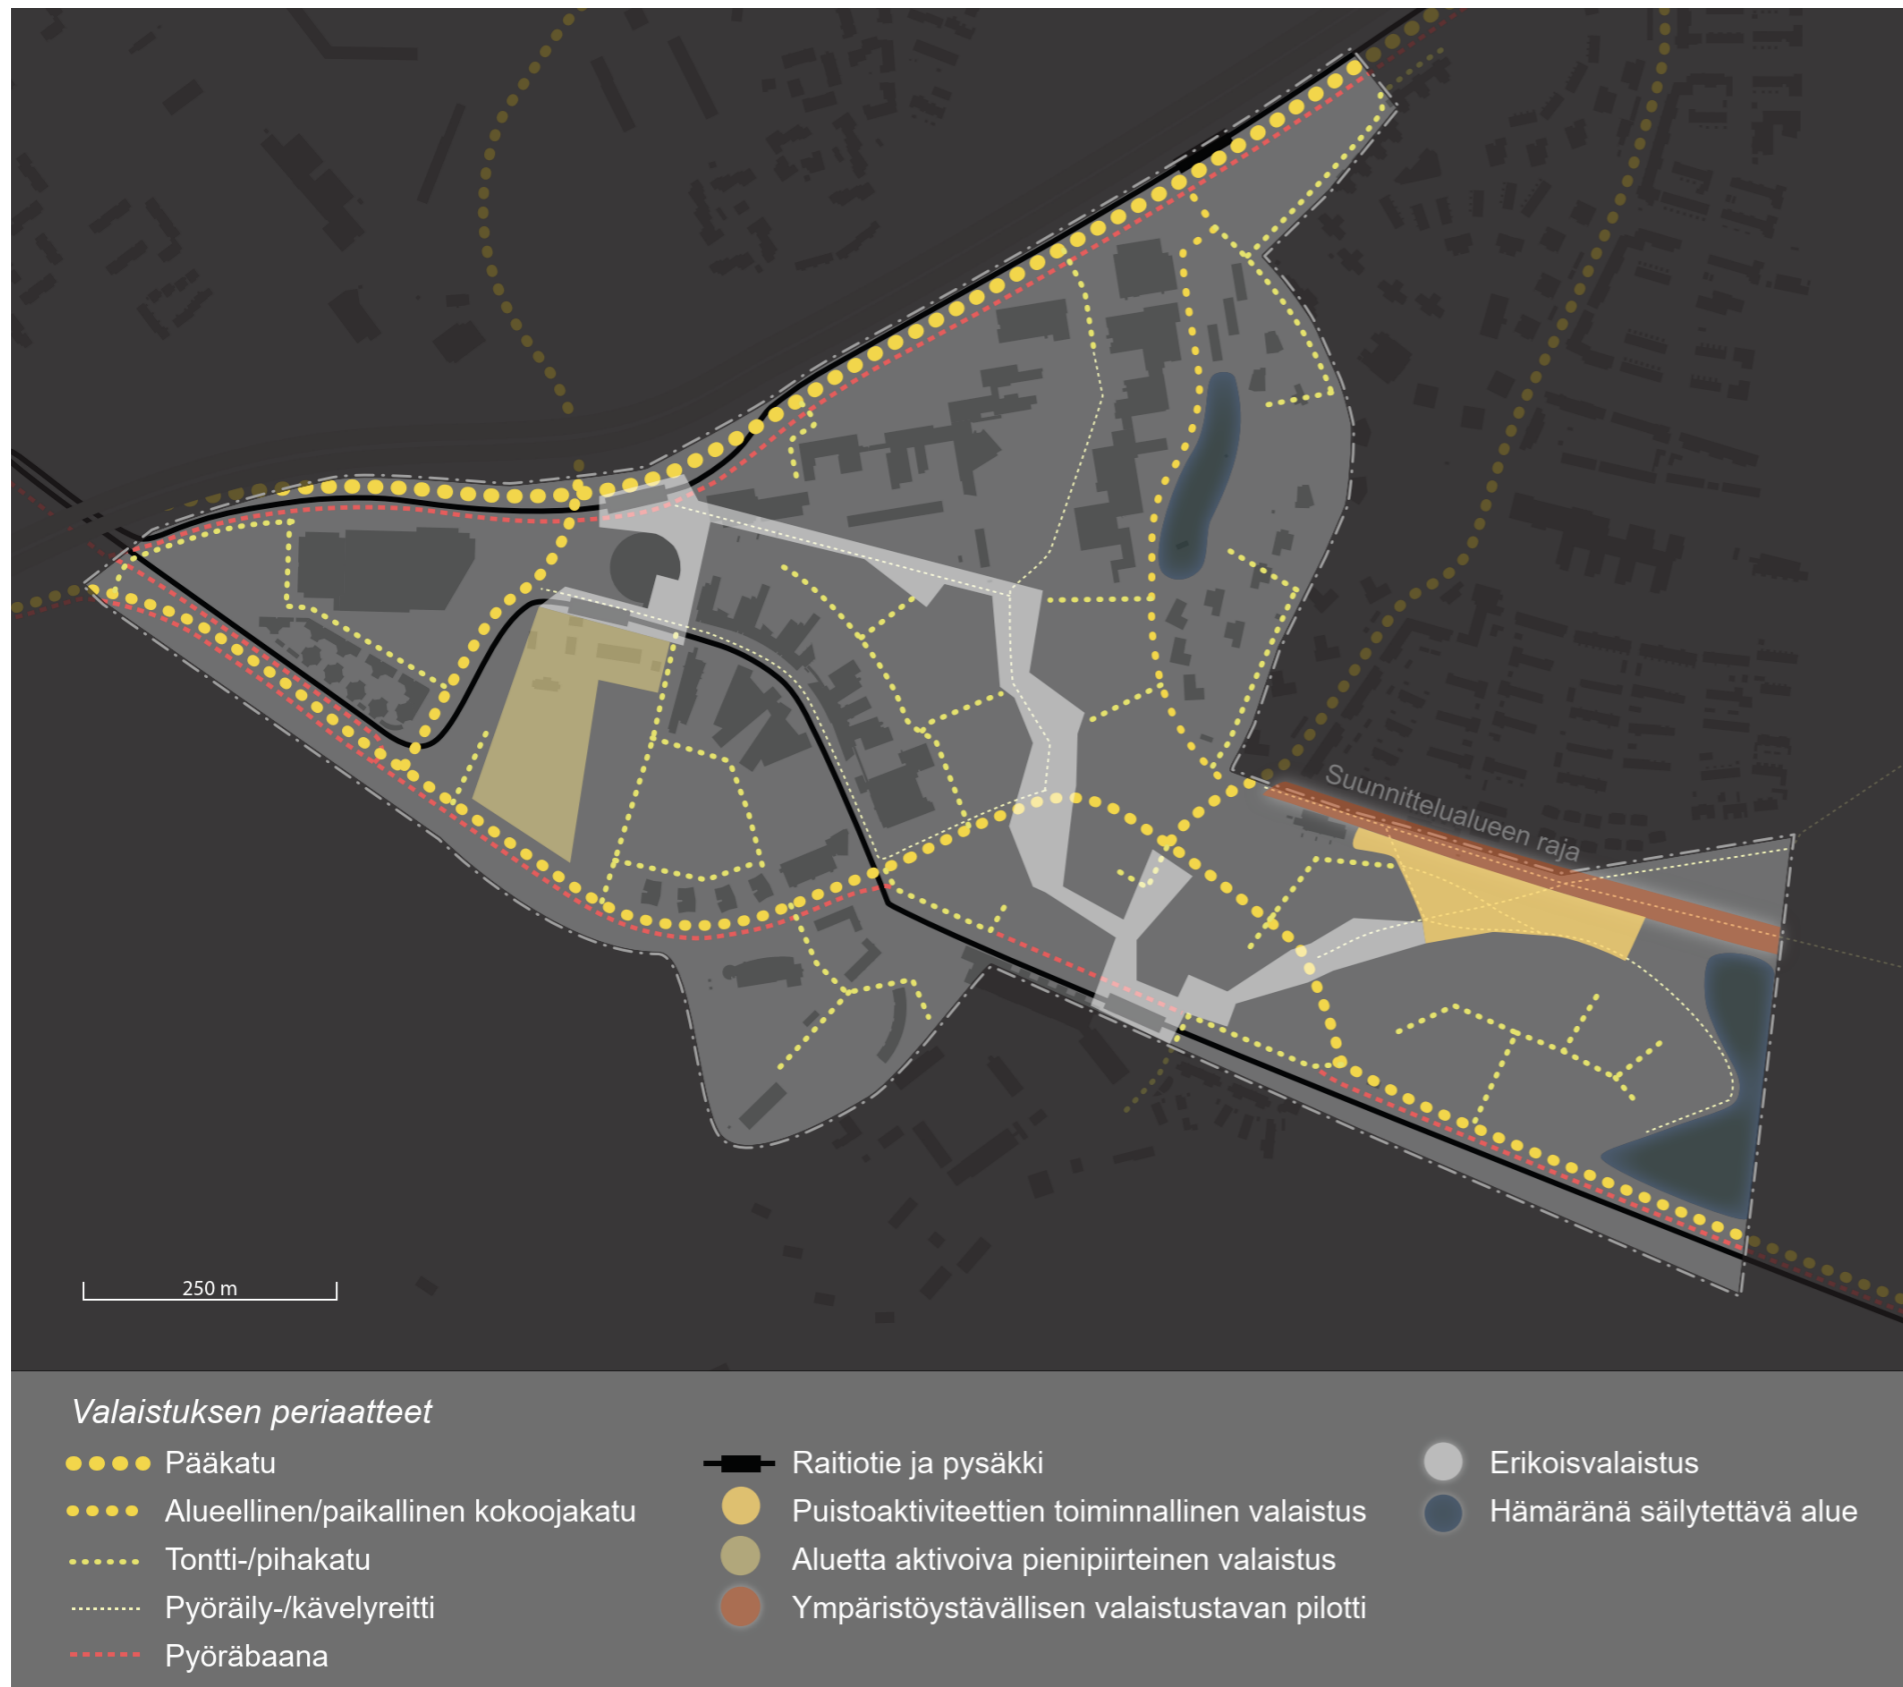 Suunnittelualueen raja
250 m
Valaistuksen periaatteet
Pääkatu
Alueellinen/paikallinen kokoojakatu
Tontti-/pihakatu
Pyöräily-/kävelyreitti
Pyöräbaana
Raitiotie ja pysäkki
Puistoaktiviteettien toiminnallinen valaistus
Aluetta aktivoiva pienipiirteinen valaistus
Ympäristöystävällisen valaistustavan pilotti
Erikoisvalaistus
Hämäränä säilytettävä alue